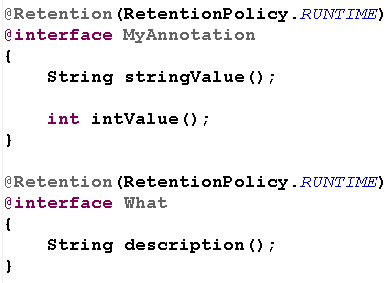 @Retention(RetentionPolicy.RUNTIME)
@interface MyAnnotation
{
    String stringValue();

    int intValue();
}

@Retention(RetentionPolicy.RUNTIME)
@interface What
{
    String description();
}